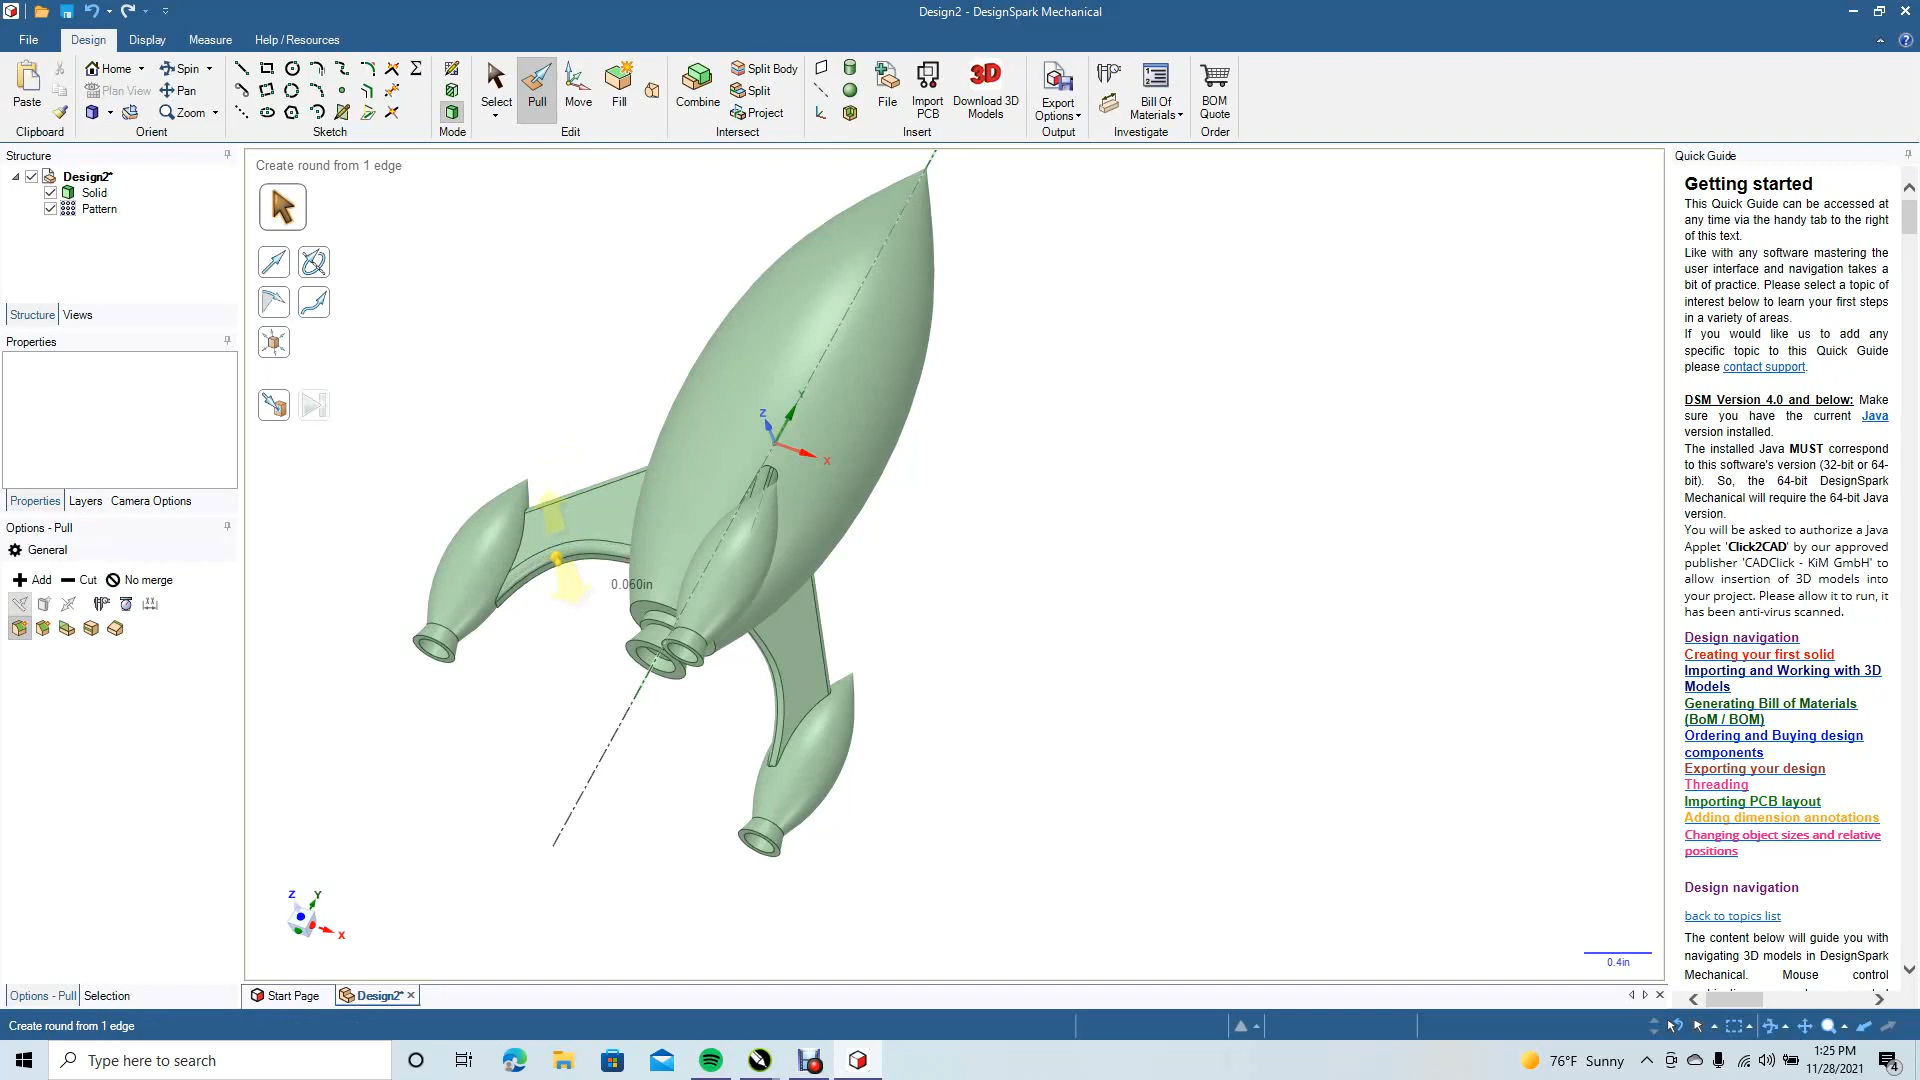 Design2 - DesignSpark Mechanical
File
Design
Display
Measure
Help / Resources
Paste
Clipboard
Home
Spin
Plan View
Pan
Zoom
Orient
Sketch
Mode
Select
Pull
Move
Fill
Edit
Combine
Split Body
Split
Project
Intersect
File
Import PCB
Download 3D Models
3D
Insert
Export Options
Output
Bill Of Materials
Investigate
BOM Quote
Order
Structure
Design2*
Solid
Pattern
Structure
Views
Properties
Properties
Layers
Camera Options
Options - Pull
General
Add
Cut
No merge
Options - Pull
Selection
Create round from 1 edge
0.060in
Z
Y
X
Z
Y
X
0.4in
Start Page
Design2*
Quick Guide
Getting started
This Quick Guide can be accessed at
any time via the handy tab to the right
of this text.
Like with any software mastering the
user interface and navigation takes a
bit of practice. Please select a topic of
interest below to learn your first steps
in a variety of areas.
If you would like us to add any
specific topic to this Quick Guide
please contact support.
DSM Version 4.0 and below: Make
sure you have the current Java
version installed.
The installed Java MUST correspond
to this software's version (32-bit or 64-
bit). So, the 64-bit DesignSpark
Mechanical will require the 64-bit Java
version.
You will be asked to authorize a Java
Applet 'Click2CAD' by our approved
publisher 'CADClick - KiM GmbH' to
allow insertion of 3D models into
your project. Please allow it to run, it
has been anti-virus scanned.
Design navigation
Creating your first solid
Importing and Working with 3D
Models
Generating Bill of Materials
(BoM / BOM)
Ordering and Buying design
components
Exporting your design
Threading
Importing PCB layout
Adding dimension annotations
Changing object sizes and relative
positions
Design navigation
back to topics list
The content below will guide you with
navigating 3D models in DesignSpark
Mechanical. Mouse control
Create round from 1 edge
Type here to search
76°F Sunny
1:25 PM
11/28/2021
4